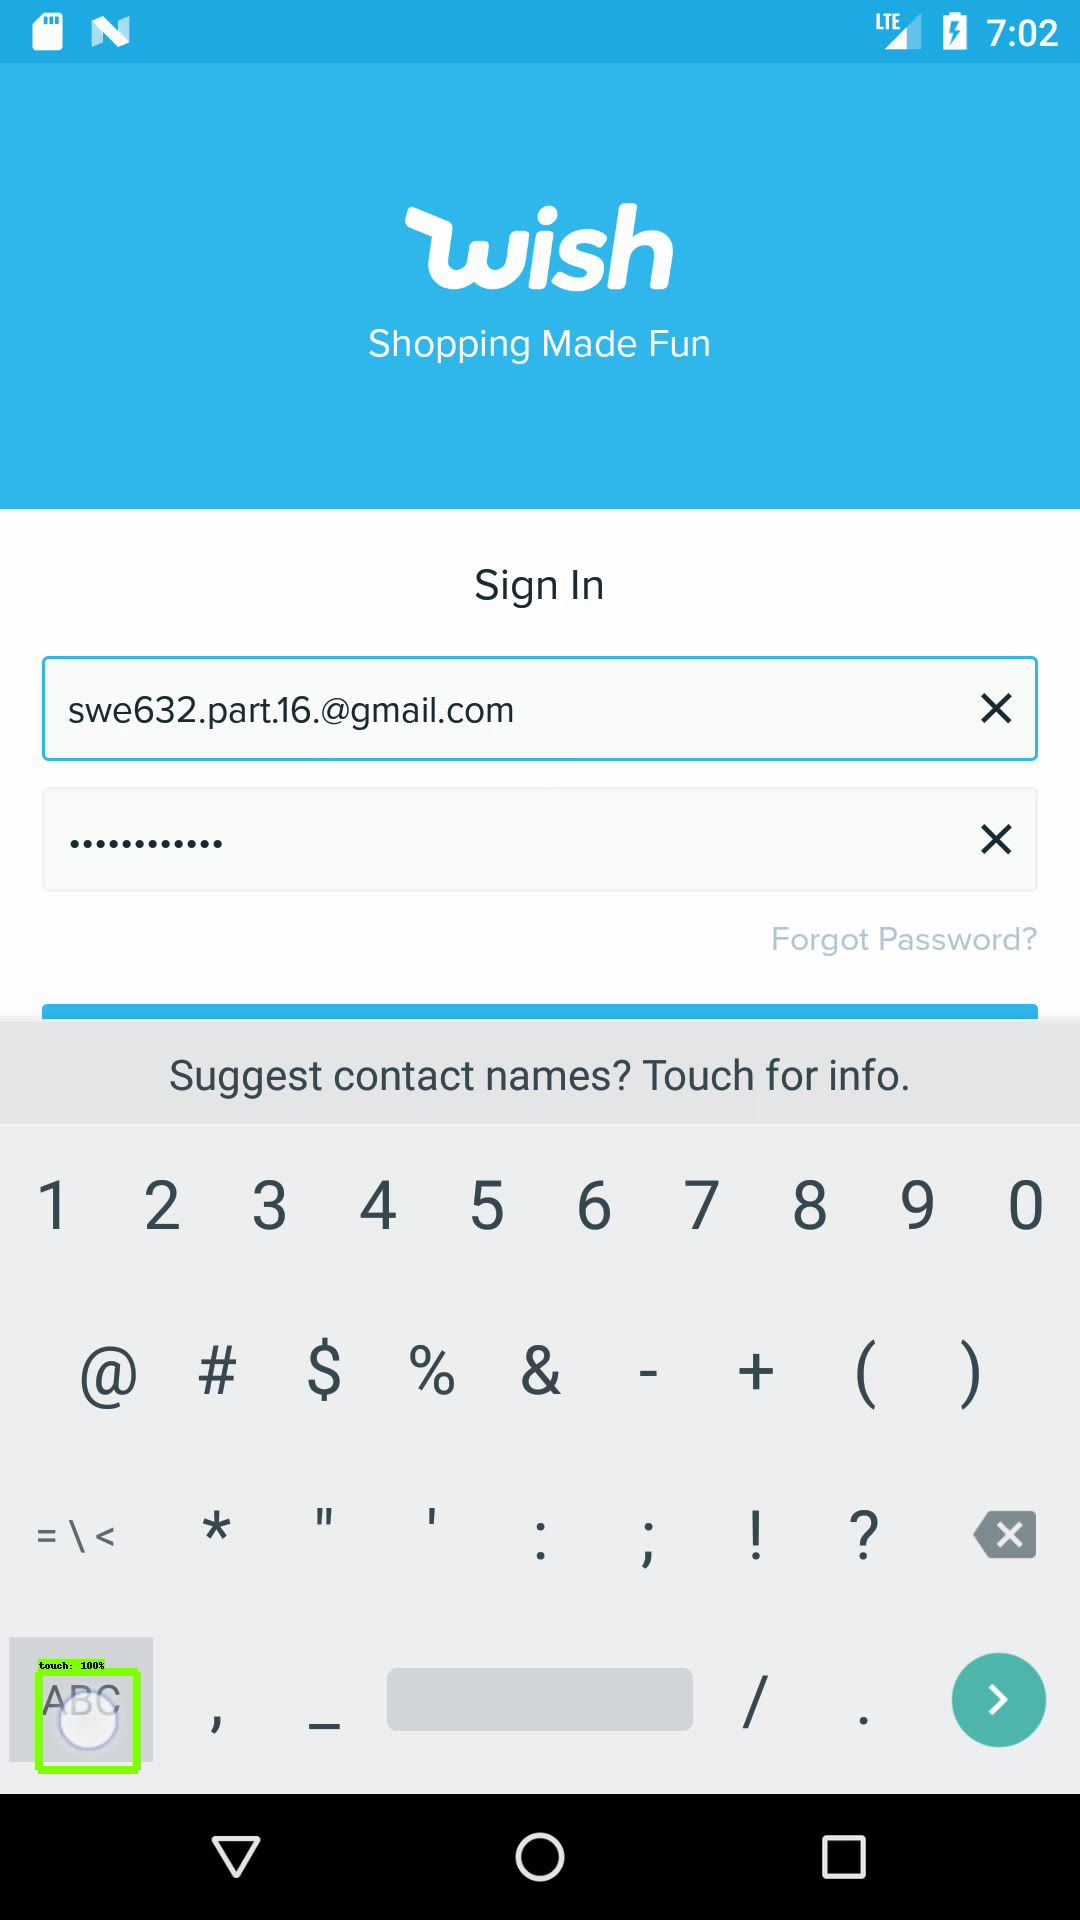 LTE 7:02
wish
Shopping Made Fun
Sign In
swe632.part.16.@gmail.com
••••••••••••
Forgot Password?
Suggest contact names? Touch for info.
1 2 3 4 5 6 7 8 9 0
@ # $ % & - + ( )
= \ < * " ' : ; ! ?
touch: 100%
ABC , _ / .